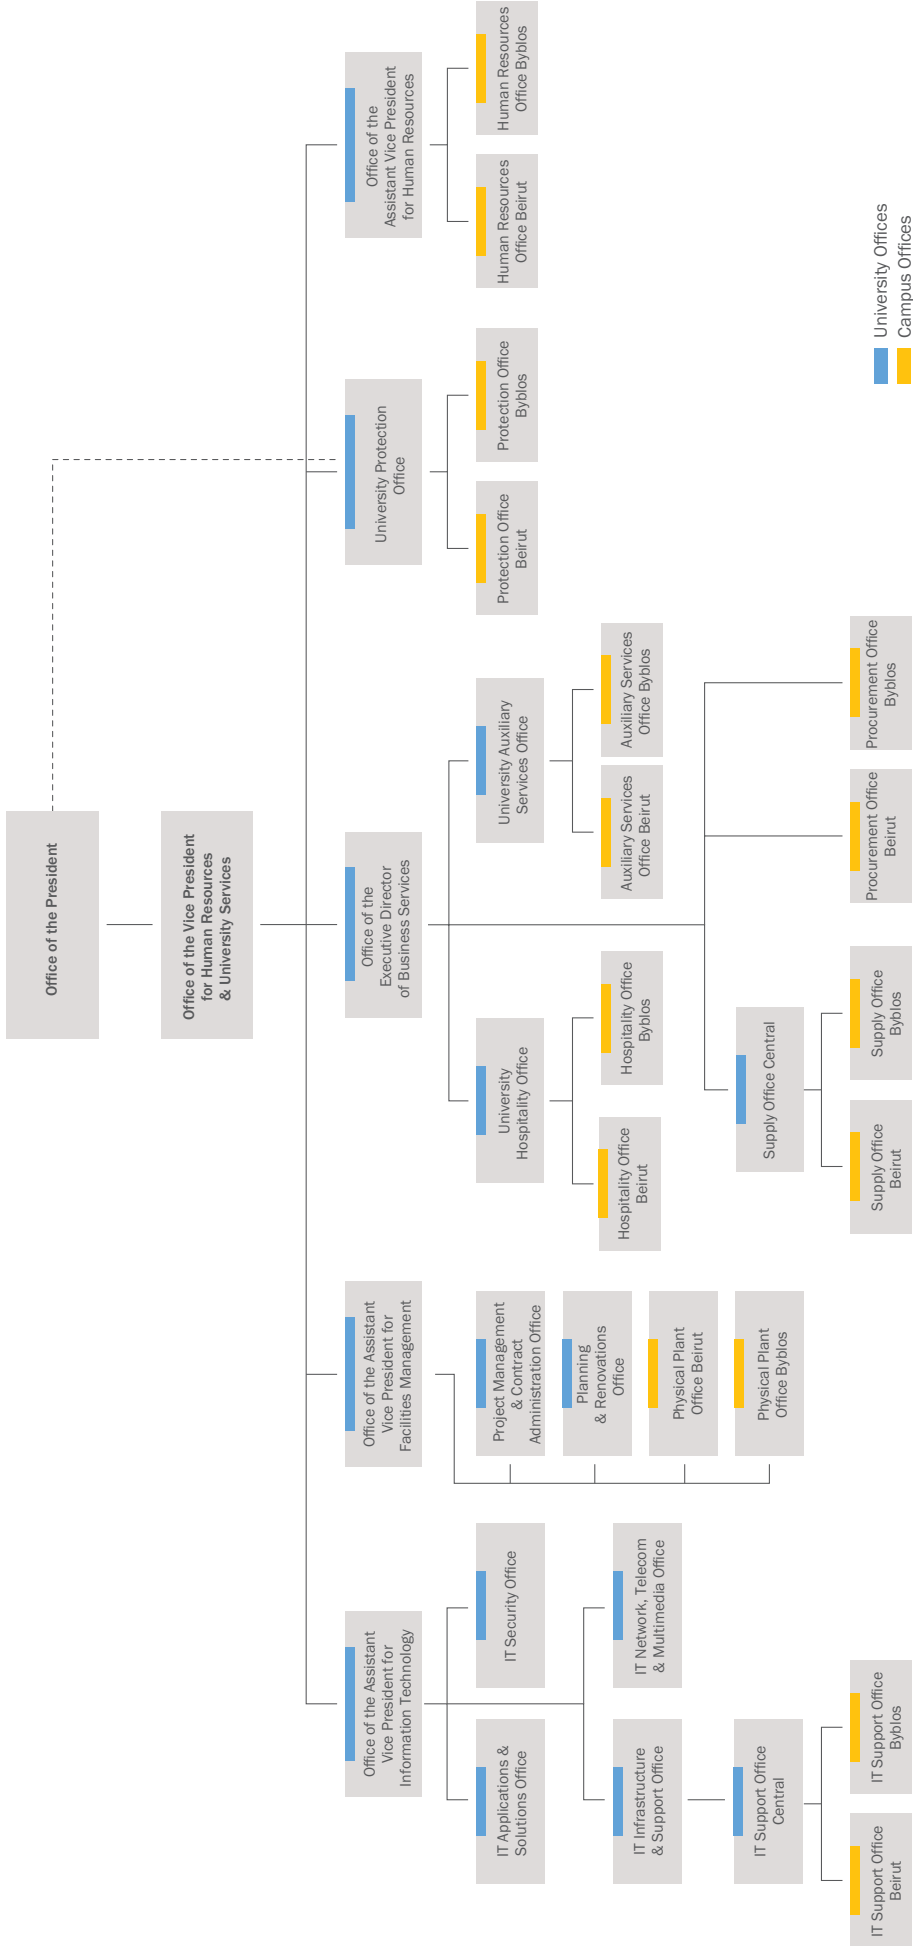 Office of the President
Office of the Vice President
for Human Resources
& University Services
Office of the Assistant
Vice President for
Information Technology
Office of the Assistant
Vice President for
Facilities Management
Office of the
Executive Director
of Business Services
University Protection
Office
Office of the
Assistant Vice President
for Human Resources
IT Applications &
Solutions Office
IT Security Office
Project Management
& Contract
Administration Office
University
Hospitality Office
University Auxiliary
Services Office
Protection Office
Beirut
Protection Office
Byblos
Human Resources
Office Beirut
Human Resources
Office Byblos
IT Infrastructure
& Support Office
IT Network, Telecom
& Multimedia Office
Planning
& Renovations
Office
Hospitality Office
Beirut
Hospitality Office
Byblos
Auxiliary Services
Office Beirut
Auxiliary Services
Office Byblos
Physical Plant
Office Beirut
IT Support Office
Central
Physical Plant
Office Byblos
Supply Office Central
IT Support Office
Beirut
IT Support Office
Byblos
Supply Office
Beirut
Supply Office
Byblos
Procurement Office
Beirut
Procurement Office
Byblos
University Offices
Campus Offices